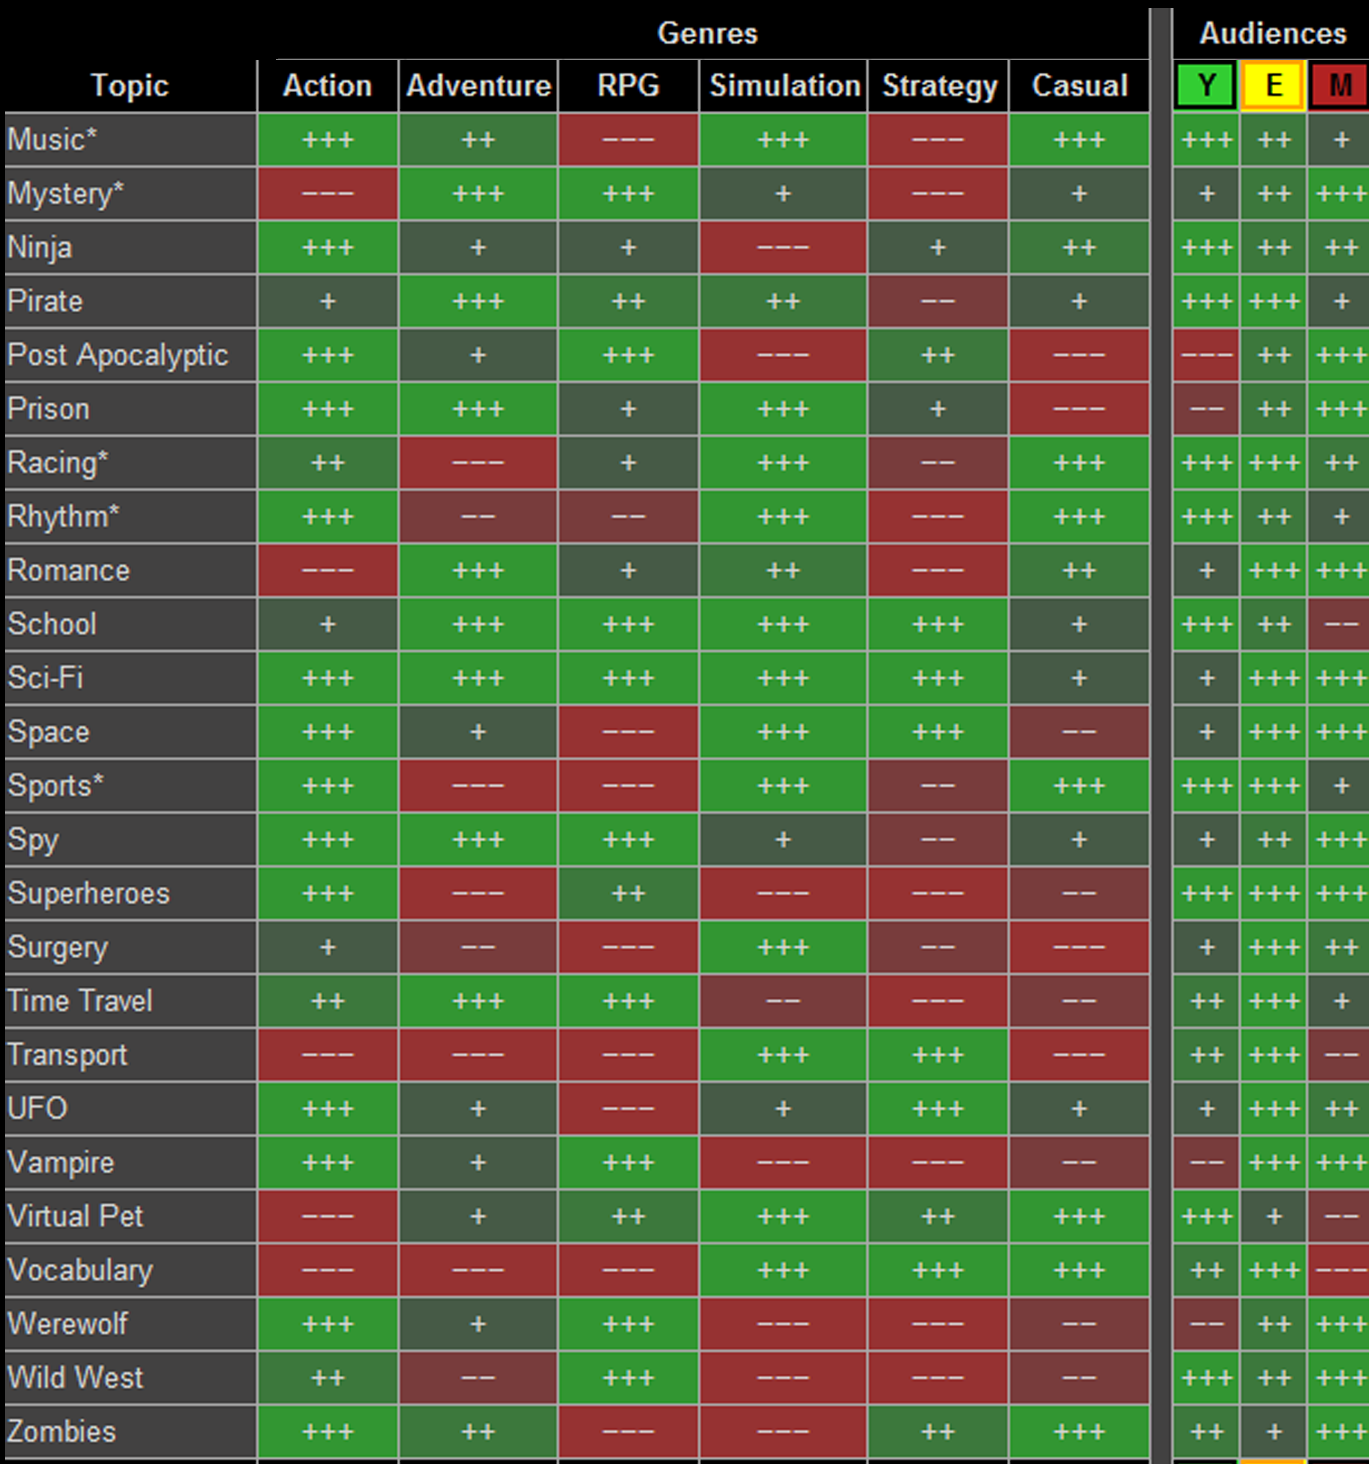 Genres Audiences
Topic Action Adventure RPG Simulation Strategy Casual Y E M
Music* +++ ++ --- +++ --- +++ +++ ++ +
Mystery* --- +++ +++ + --- + + ++ +++
Ninja +++ + + --- + ++ +++ ++ ++
Pirate + +++ ++ ++ -- + +++ +++ +
Post Apocalyptic +++ + +++ --- ++ --- --- ++ +++
Prison +++ +++ + +++ + --- -- ++ +++
Racing* ++ --- + +++ -- +++ +++ +++ ++
Rhythm* +++ -- -- +++ --- +++ +++ ++ +
Romance --- +++ + ++ --- ++ + +++ +++
School + +++ +++ +++ +++ + +++ ++ --
Sci-Fi +++ +++ +++ +++ +++ + + +++ +++
Space +++ + --- +++ +++ -- + +++ +++
Sports* +++ --- --- +++ -- +++ +++ +++ +
Spy +++ +++ +++ + -- + + ++ +++
Superheroes +++ --- ++ --- --- -- +++ +++ +++
Surgery + -- --- +++ -- --- + +++ ++
Time Travel ++ +++ +++ -- --- -- ++ +++ +
Transport --- --- --- +++ +++ --- ++ +++ --
UFO +++ + --- + +++ + + +++ ++
Vampire +++ + +++ --- --- -- -- +++ +++
Virtual Pet --- + ++ +++ ++ +++ +++ + --
Vocabulary --- --- --- +++ +++ +++ ++ +++ ---
Werewolf +++ + +++ --- --- -- -- ++ +++
Wild West ++ -- +++ --- --- -- +++ ++ +++
Zombies +++ ++ --- --- ++ +++ ++ + +++